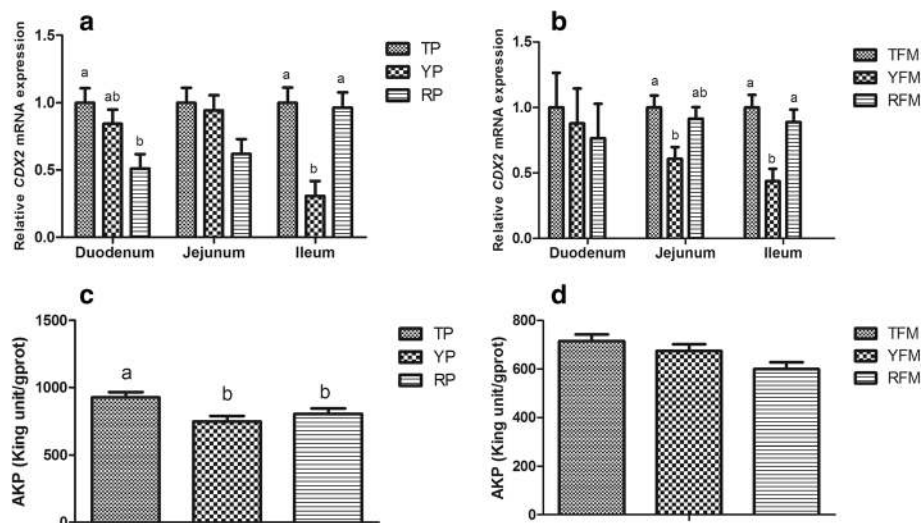 a
Relative CDX2 mRNA expression
1.5
1.0
0.5
0.0
a
ab
b
a
b
a
Duodenum
Jejunum
Ileum
TP
YP
RP
b
Relative CDX2 mRNA expression
1.5
1.0
0.5
0.0
a
b
ab
a
b
a
Duodenum
Jejunum
Ileum
TFM
YFM
RFM
c
AKP (King unit/gprot)
1500
1000
500
0
a
b
b
TP
YP
RP
d
AKP (King unit/gprot)
800
600
400
200
0
TFM
YFM
RFM